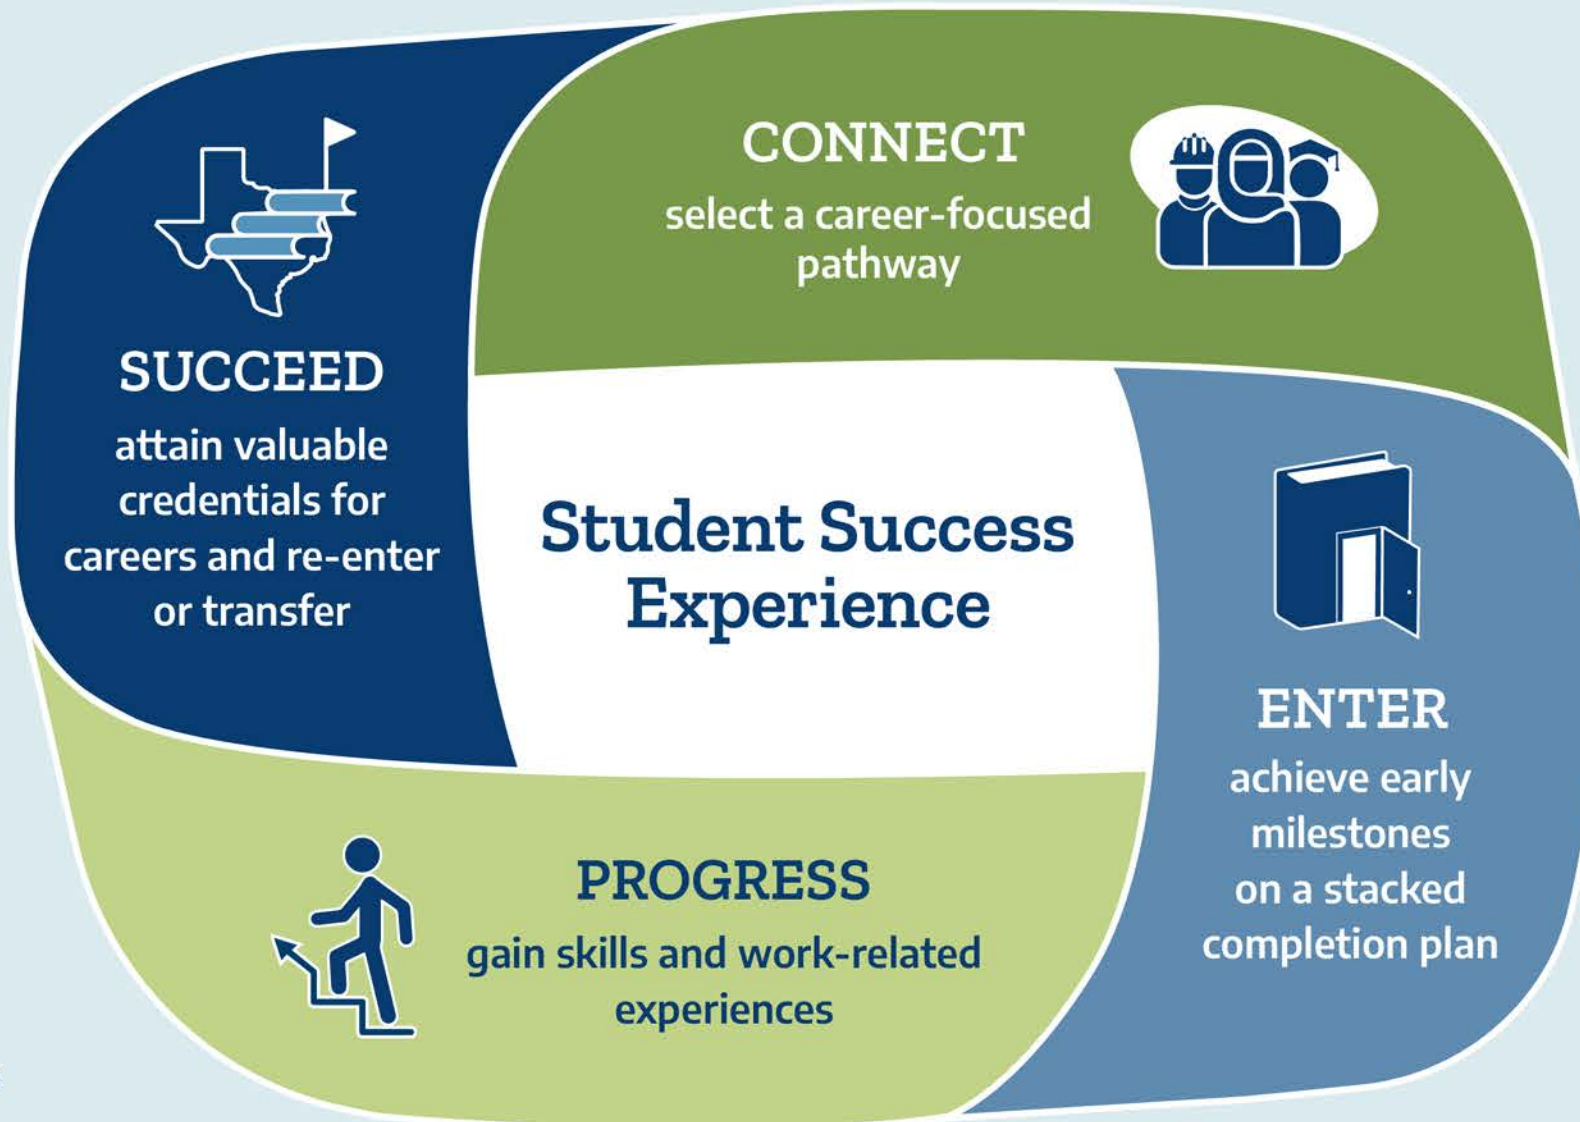 CONNECT
select a career-focused
pathway
SUCCEED
attain valuable
credentials for
careers and re-enter
or transfer
Student Success
Experience
ENTER
achieve early
milestones
on a stacked
completion plan
PROGRESS
gain skills and work-related
experiences